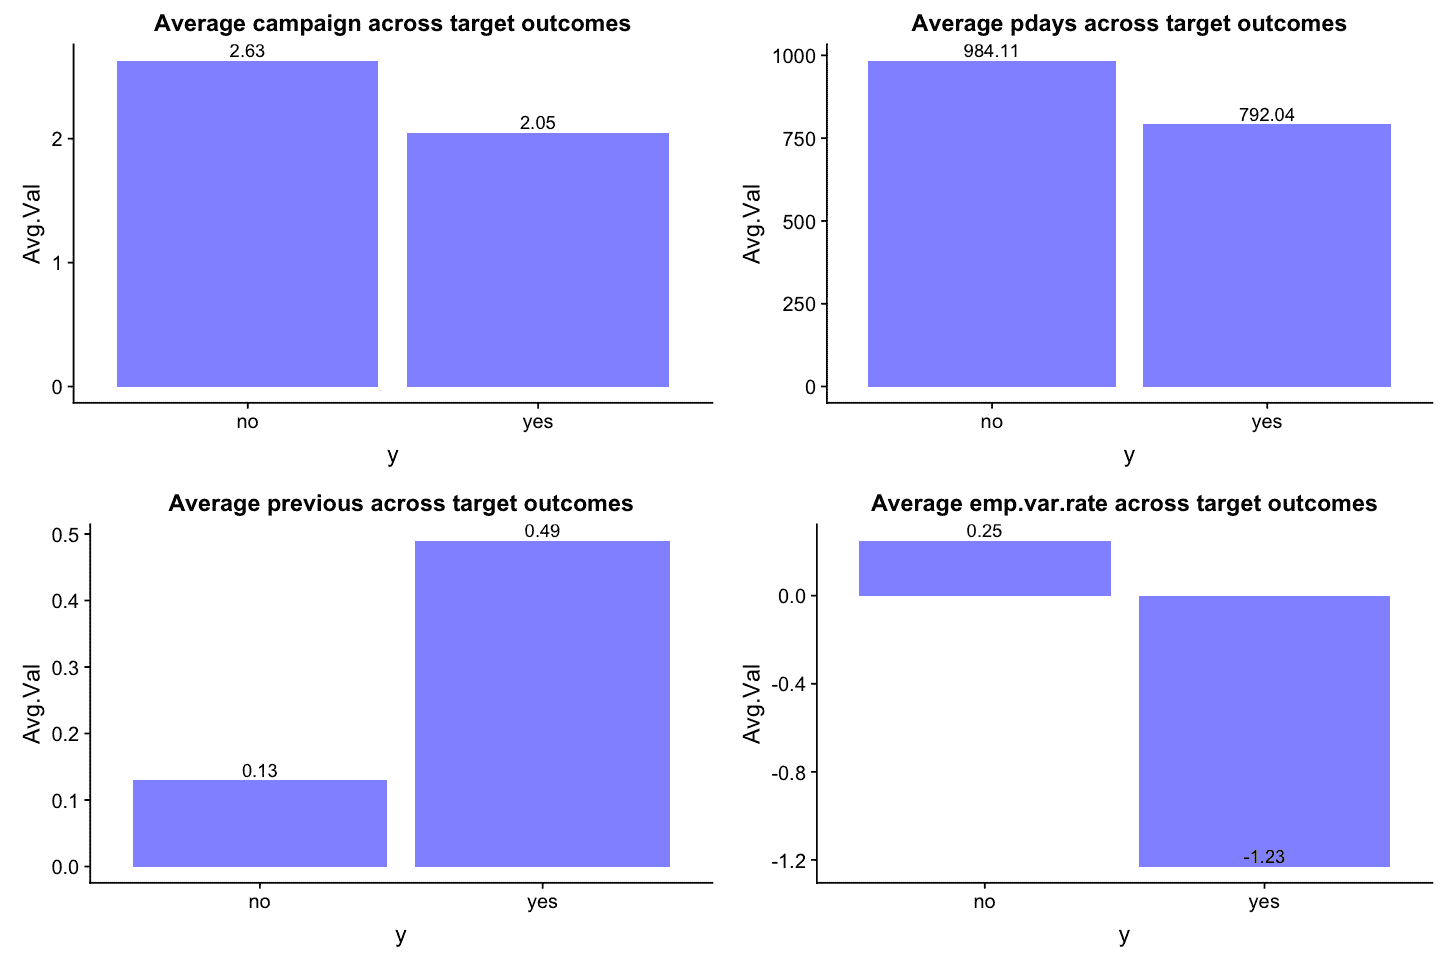 Average campaign across target outcomes
2.63
2.05
Avg.Val
2
1
0
no
yes
y
Average pdays across target outcomes
984.11
792.04
Avg.Val
1000
750
500
250
0
no
yes
y
Average previous across target outcomes
0.13
0.49
Avg.Val
0.5
0.4
0.3
0.2
0.1
0.0
no
yes
y
Average emp.var.rate across target outcomes
0.25
-1.23
Avg.Val
0.0
-0.4
-0.8
-1.2
no
yes
y